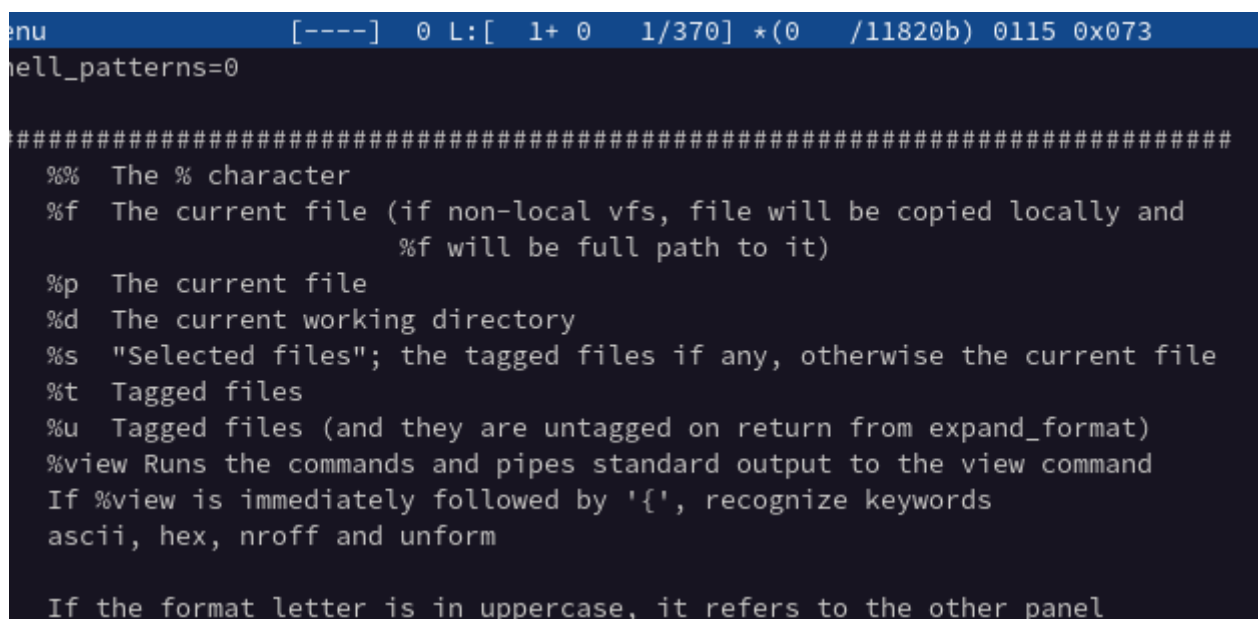 enu [----] 0 L:[ 1+ 0 1/370] *(0 /11820b) 0115 0x073
hell_patterns=0
############################################################################
%% The % character
%f The current file (if non-local vfs, file will be copied locally and
%f will be full path to it)
%p The current file
%d The current working directory
%s "Selected files"; the tagged files if any, otherwise the current file
%t Tagged files
%u Tagged files (and they are untagged on return from expand_format)
%view Runs the commands and pipes standard output to the view command
If %view is immediately followed by '{', recognize keywords
ascii, hex, nroff and unform
If the format letter is in uppercase, it refers to the other panel